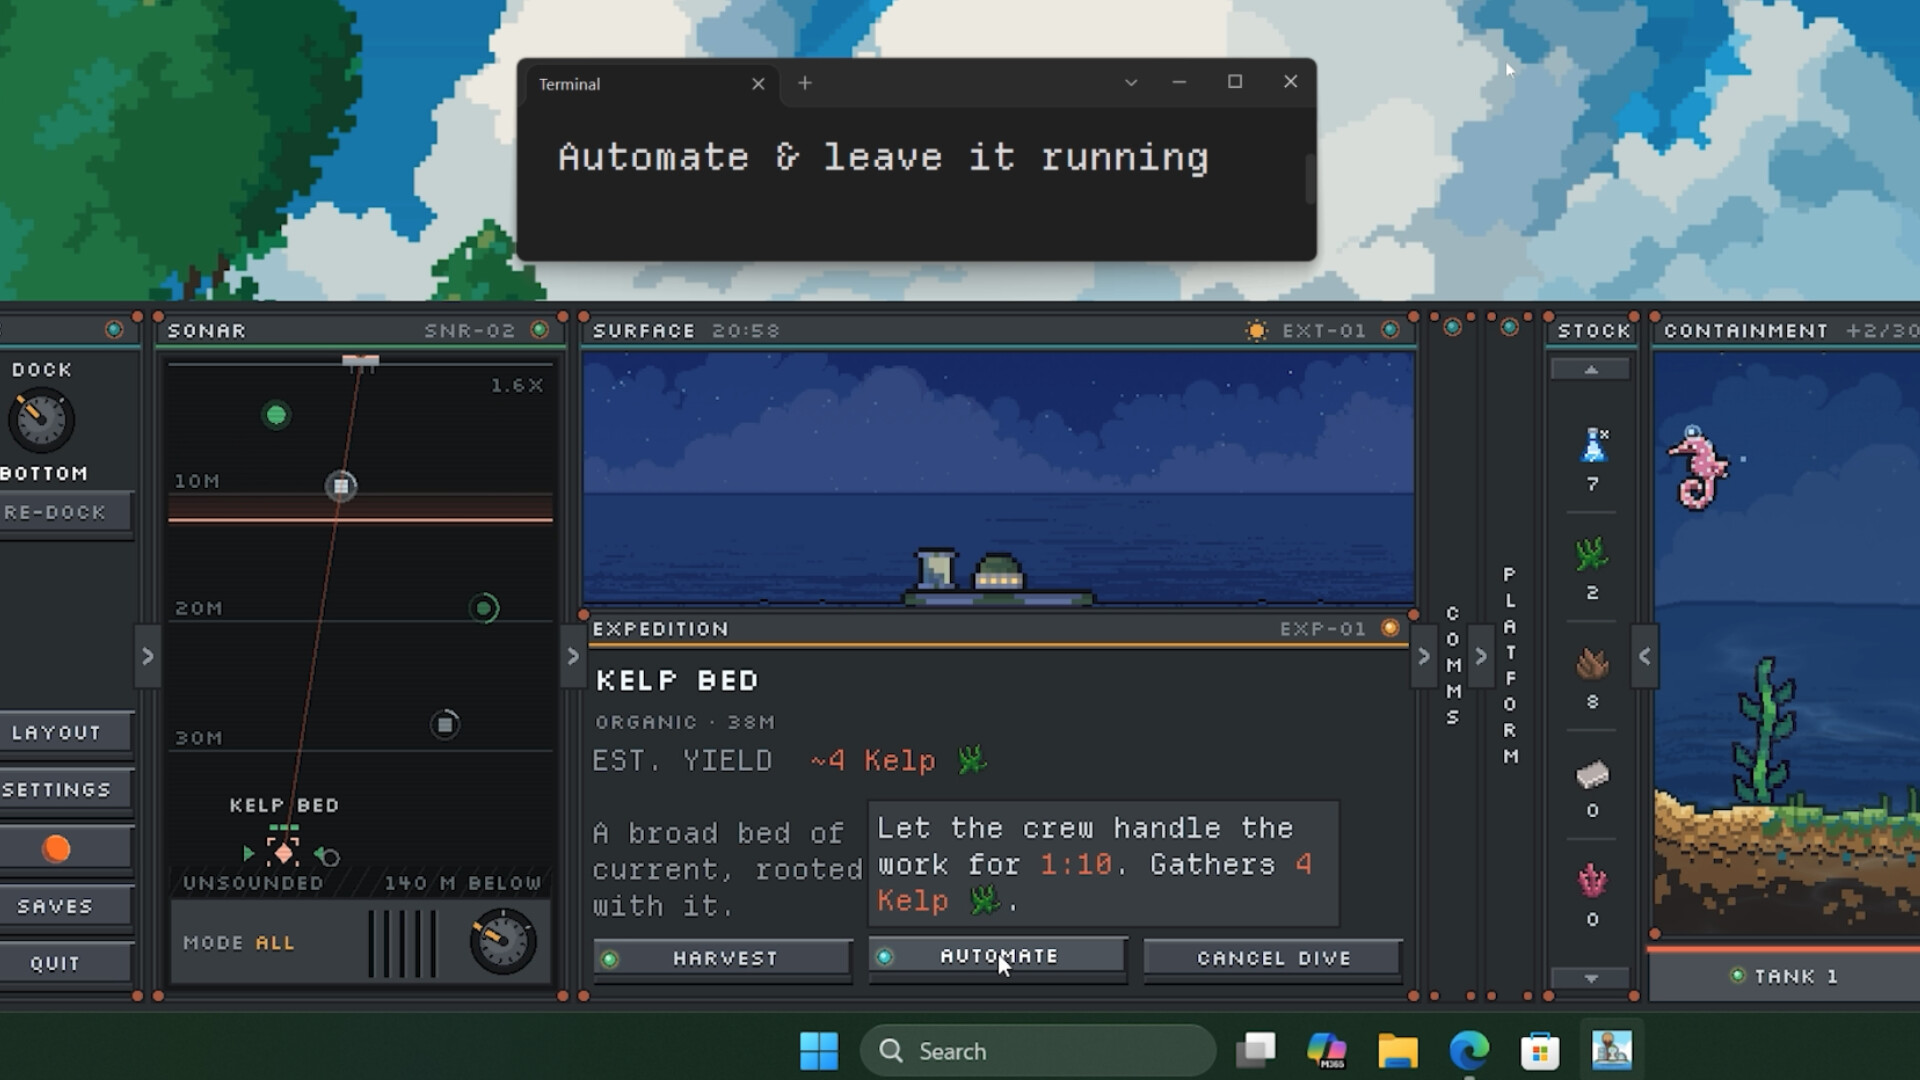 Terminal
Automate & leave it running
DOCK
BOTTOM
RE-DOCK
LAYOUT
SETTINGS
SAVES
QUIT
SONAR SNR-02
1.6X
10M
20M
30M
KELP BED
UNSOUNDED 140 M BELOW
MODE ALL
SURFACE 20:58 EXT-01
EXPEDITION EXP-01
KELP BED
ORGANIC · 38M
EST. YIELD ~4 Kelp
A broad bed of
current, rooted
with it.
Let the crew handle the
work for 1:10. Gathers 4
Kelp .
HARVEST AUTOMATE CANCEL DIVE
COMMS
PLATFORM
STOCK
7
2
8
0
0
CONTAINMENT +2/30
TANK 1
Search
M365